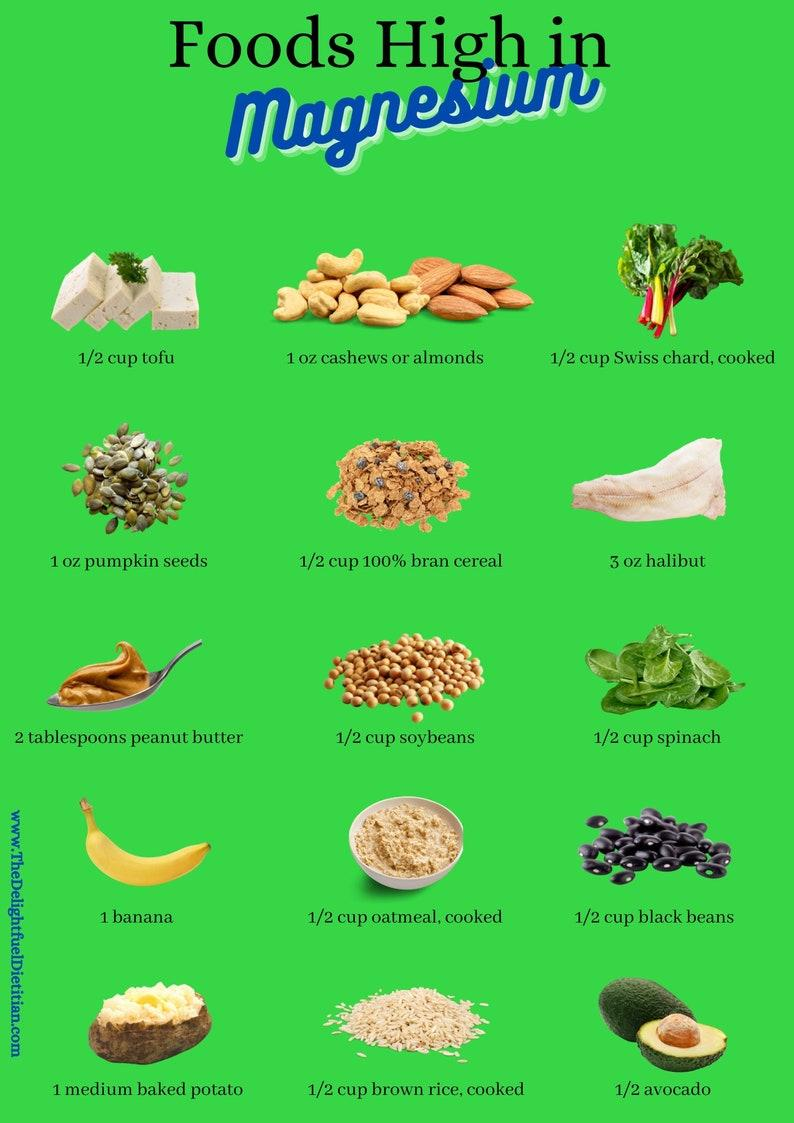 Foods High in
Magnesium
1/2 cup tofu
1 oz cashews or almonds
1/2 cup Swiss chard, cooked
1 oz pumpkin seeds
1/2 cup 100% bran cereal
3 oz halibut
2 tablespoons peanut butter
1/2 cup soybeans
1/2 cup spinach
1 banana
1/2 cup oatmeal, cooked
1/2 cup black beans
1 medium baked potato
1/2 cup brown rice, cooked
1/2 avocado
www.TheDelightfuelDietitian.com